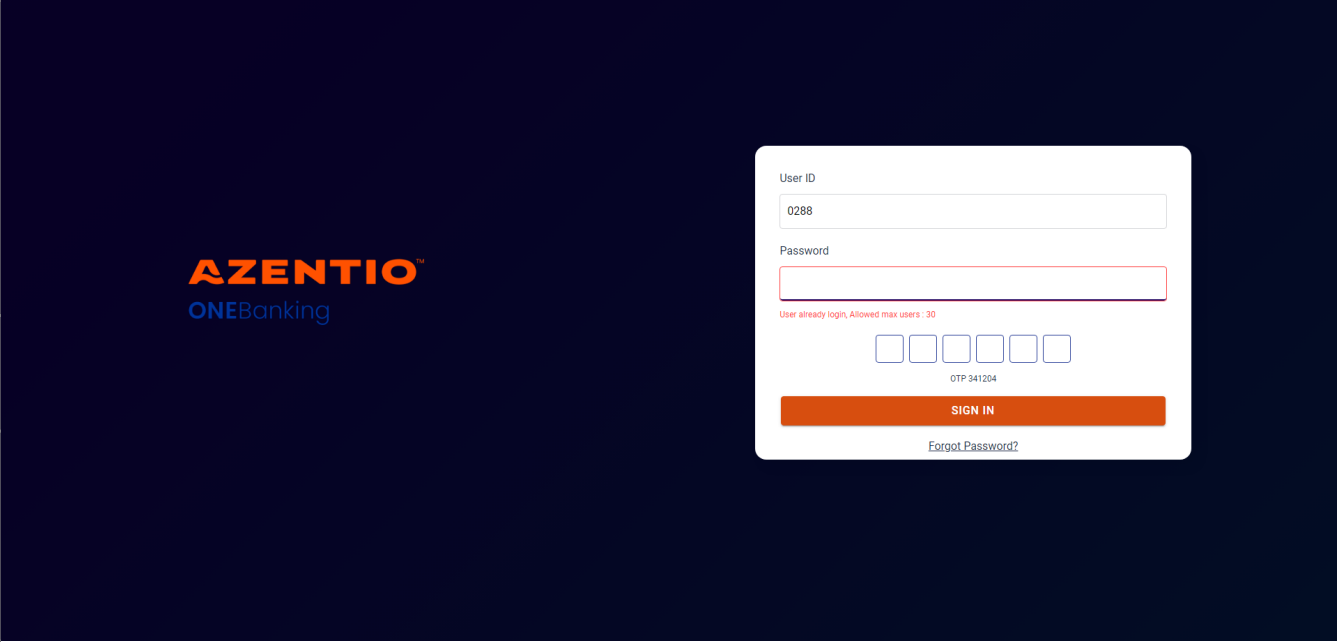 AZENTIO™
ONEBanking
User ID
0288
Password
User already login, Allowed max users : 30
OTP 341204
SIGN IN
Forgot Password?